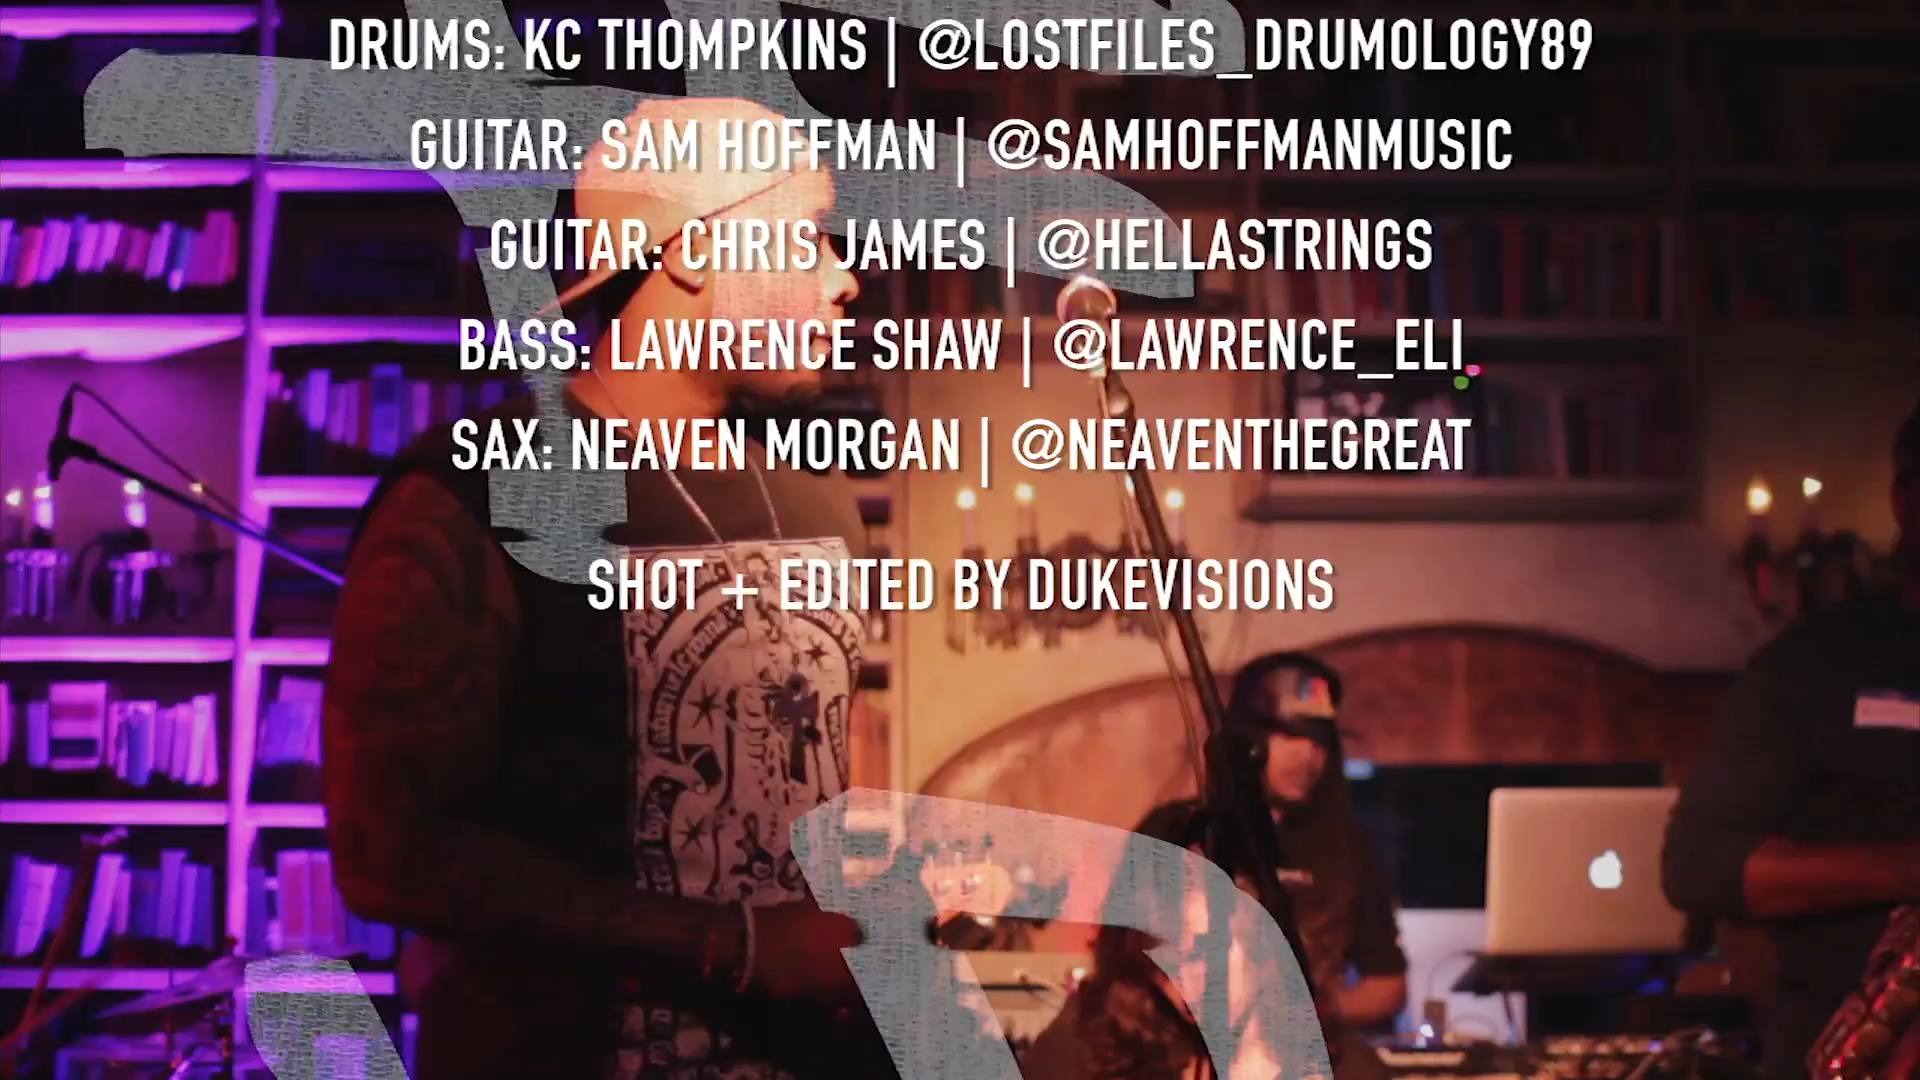 DRUMS: KC THOMPKINS | @LOSTFILES_DRUMOLOGY89
GUITAR: SAM HOFFMAN | @SAMHOFFMANMUSIC
GUITAR: CHRIS JAMES | @HELLASTRINGS
BASS: LAWRENCE SHAW | @LAWRENCE_ELI
SAX: NEAVEN MORGAN | @NEAVENTHEGREAT
SHOT + EDITED BY DUKEVISIONS